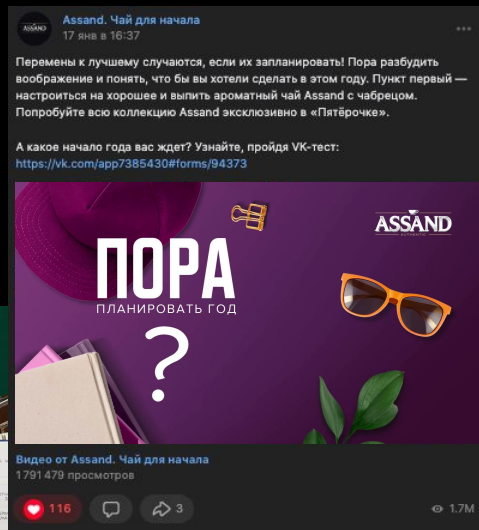 Assand. Чай для начала
17 янв в 16:37
Перемены к лучшему случаются, если их запланировать! Пора разбудить
воображение и понять, что бы вы хотели сделать в этом году. Пункт первый —
настроиться на хорошее и выпить ароматный чай Assand с чабрецом.
Попробуйте всю коллекцию Assand эксклюзивно в «Пятёрочке».
А какое начало года вас ждет? Узнайте, пройдя VK-тест:
https://vk.com/app7385430#forms/94373
ASSAND
ПОРА
ПЛАНИРОВАТЬ ГОД
?
Видео от Assand. Чай для начала
1 791 479 просмотров
116
3
1.7M